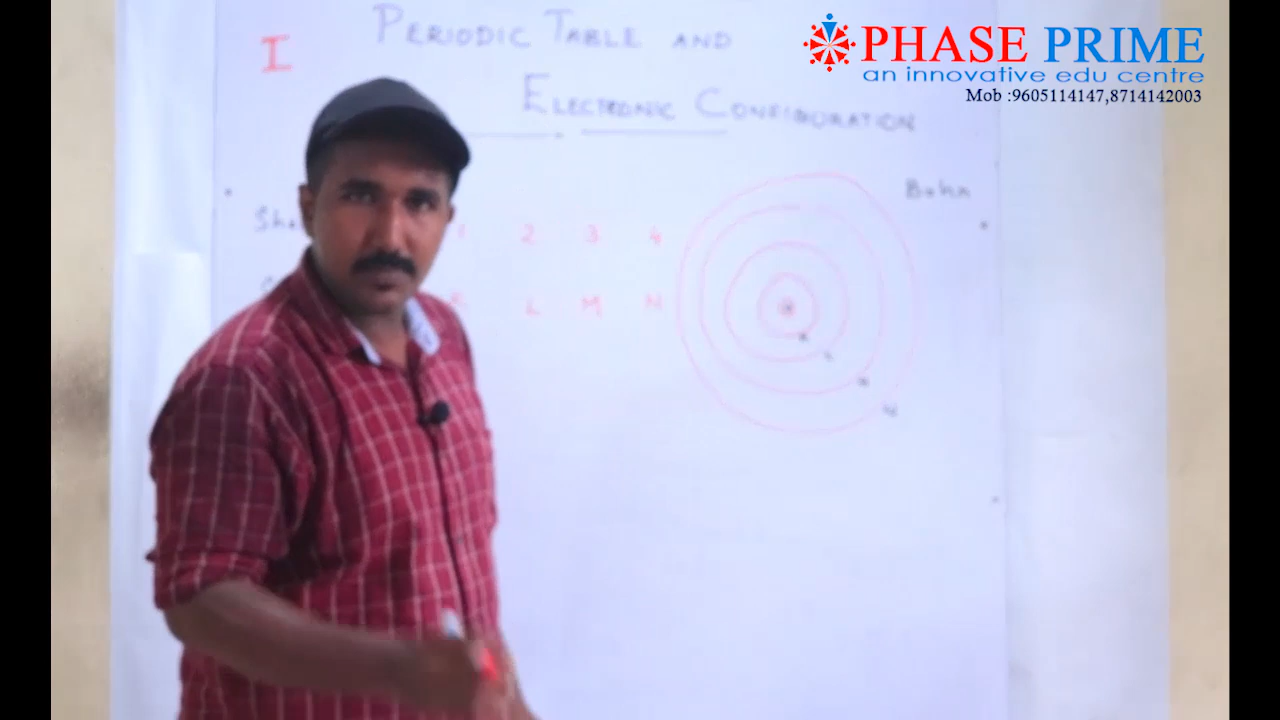 PHASE PRIME
an innovative edu centre
Mob :9605114147,8714142003
I
PERIODIC TABLE AND
ELECTRONIC CONFIGURATION
Bohr
1 2 3 4
K L M N
K
L
M
N